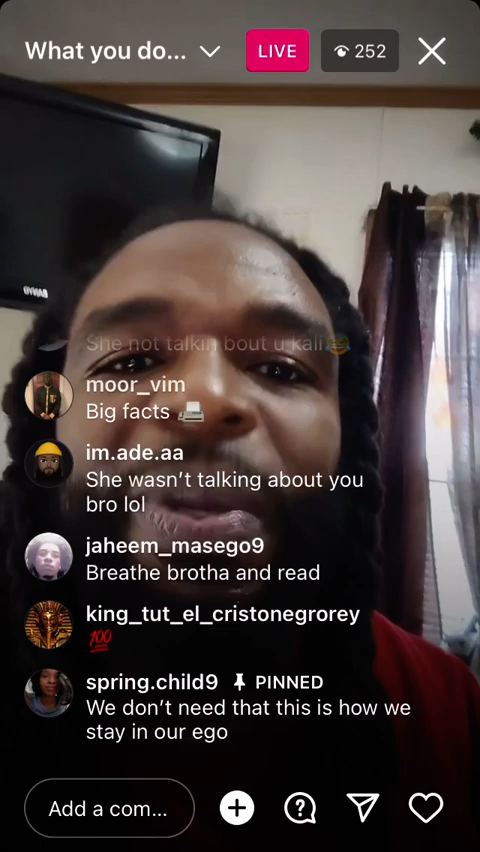 What you do...
LIVE
252
She not talkin bout u kali😂
moor_vim
Big facts 📠
im.ade.aa
She wasn’t talking about you
bro lol
jaheem_masego9
Breathe brotha and read
king_tut_el_cristonegrorey
💯
spring.child9 📌 PINNED
We don’t need that this is how we
stay in our ego
Add a com...